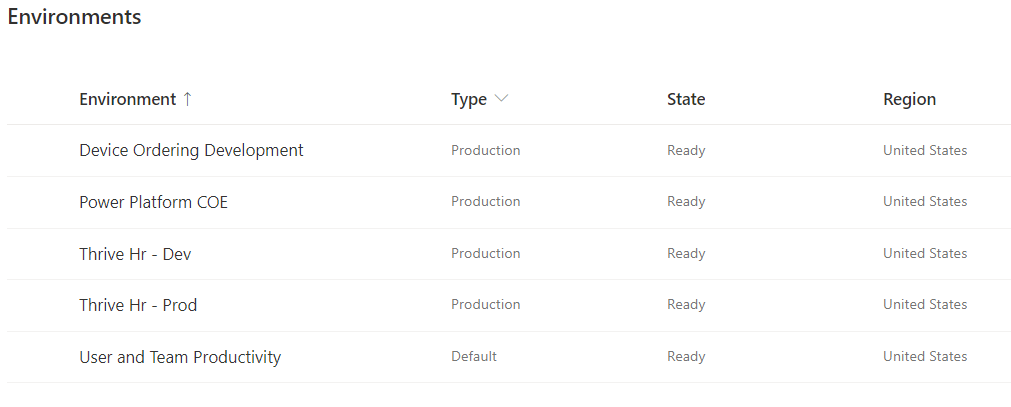 Environments
Environment ↑ Type State Region
Device Ordering Development Production Ready United States
Power Platform COE Production Ready United States
Thrive Hr - Dev Production Ready United States
Thrive Hr - Prod Production Ready United States
User and Team Productivity Default Ready United States